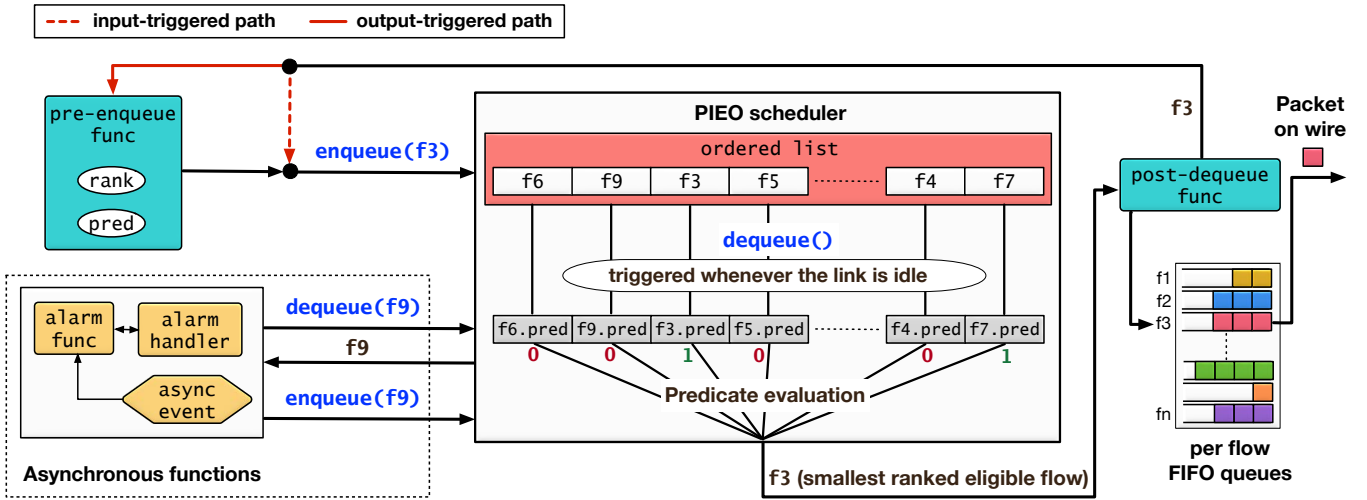 input-triggered path
output-triggered path
pre-enqueue
func
rank
pred
enqueue(f3)
PIEO scheduler
ordered list
f6 f9 f3 f5 f4 f7
dequeue()
triggered whenever the link is idle
f6.pred f9.pred f3.pred f5.pred f4.pred f7.pred
0 0 1 0 0 1
Predicate evaluation
f3 (smallest ranked eligible flow)
dequeue(f9)
f9
enqueue(f9)
alarm
func
alarm
handler
async
event
Asynchronous functions
f3
Packet
on wire
post-dequeue
func
f1
f2
f3
fn
per flow
FIFO queues